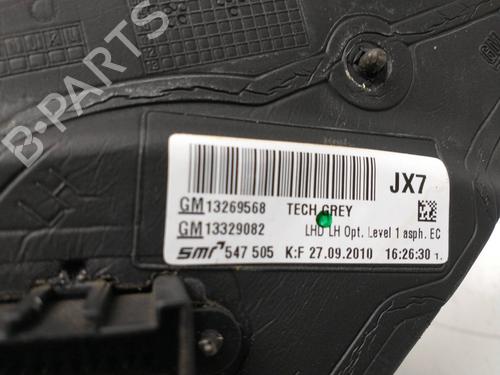 B-PARTS
JX7
GM 13269568 TECH GREY
GM 13329082 LHD LH Opt. Level 1 asph. EC
smr 547 505 K:F 27.09.2010 16:26:30 1.